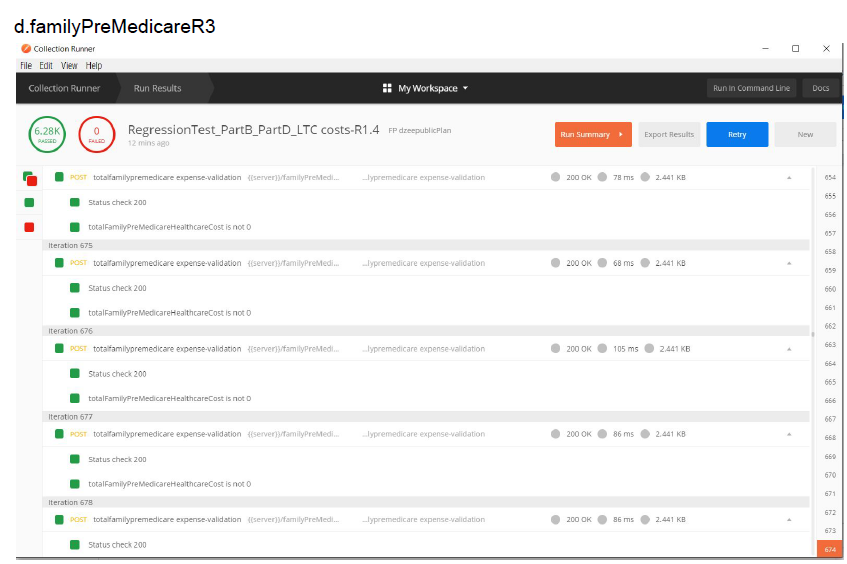 d.familyPreMedicareR3
Collection Runner
File Edit View Help
Collection Runner Run Results My Workspace Run In Command Line Docs
6.28K PASSED 0 FAILED RegressionTest_PartB_PartD_LTC costs-R1.4 FP dzeepublicPlan Run Summary Export Results Retry New
12 mins ago
POST totalfamilypremedicare expense-validation {{server}}/familyPreMedi... ...lypremedicare expense-validation 200 OK 78 ms 2.441 KB
Status check 200
totalFamilyPreMedicareHealthcareCost is not 0
Iteration 675
POST totalfamilypremedicare expense-validation {{server}}/familyPreMedi... ...lypremedicare expense-validation 200 OK 68 ms 2.441 KB
Status check 200
totalFamilyPreMedicareHealthcareCost is not 0
Iteration 676
POST totalfamilypremedicare expense-validation {{server}}/familyPreMedi... ...lypremedicare expense-validation 200 OK 105 ms 2.441 KB
Status check 200
totalFamilyPreMedicareHealthcareCost is not 0
Iteration 677
POST totalfamilypremedicare expense-validation {{server}}/familyPreMedi... ...lypremedicare expense-validation 200 OK 86 ms 2.441 KB
Status check 200
totalFamilyPreMedicareHealthcareCost is not 0
Iteration 678
POST totalfamilypremedicare expense-validation {{server}}/familyPreMedi... ...lypremedicare expense-validation 200 OK 86 ms 2.441 KB
Status check 200
654
655
656
657
658
659
660
661
662
663
664
665
666
667
668
669
670
671
672
673
674